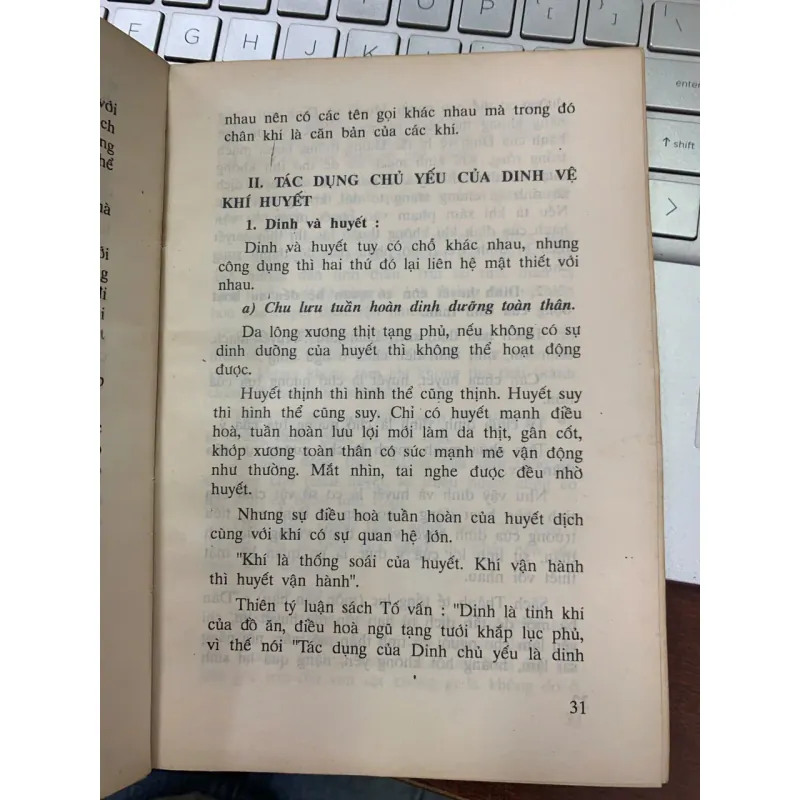 nhau nên có các tên gọi khác nhau mà trong đó
chân khí là căn bản của các khí.
II. TÁC DỤNG CHỦ YẾU CỦA DINH VỆ
KHÍ HUYẾT
1. Dinh và huyết :
Dinh và huyết tuy có chỗ khác nhau, nhưng
công dụng thì hai thứ đó lại liên hệ mật thiết với
nhau.
a) Chu lưu tuần hoàn dinh dưỡng toàn thân.
Da lông xương thịt tạng phủ, nếu không có sự
dinh dưỡng của huyết thì không thể hoạt động
được.
Huyết thịnh thì hình thể cũng thịnh. Huyết suy
thì hình thể cũng suy. Chỉ có huyết mạnh điều
hoà, tuần hoàn lưu lợi mới làm da thịt, gân cốt,
khớp xương toàn thân có sức mạnh mẽ vận động
như thường. Mắt nhìn, tai nghe được đều nhờ
huyết.
Nhưng sự điều hoà tuần hoàn của huyết dịch
cùng với khí có sự quan hệ lớn.
"Khí là thống soái của huyết. Khí vận hành
thì huyết vận hành".
Thiên tý luận sách Tố vấn : "Dinh là tinh khí
của đồ ăn, điều hoà ngũ tạng tưới khắp lục phủ,
vì thế nói "Tác dụng của Dinh chủ yếu là dinh
31
E
G
H
J
K
L
P
enter
shift